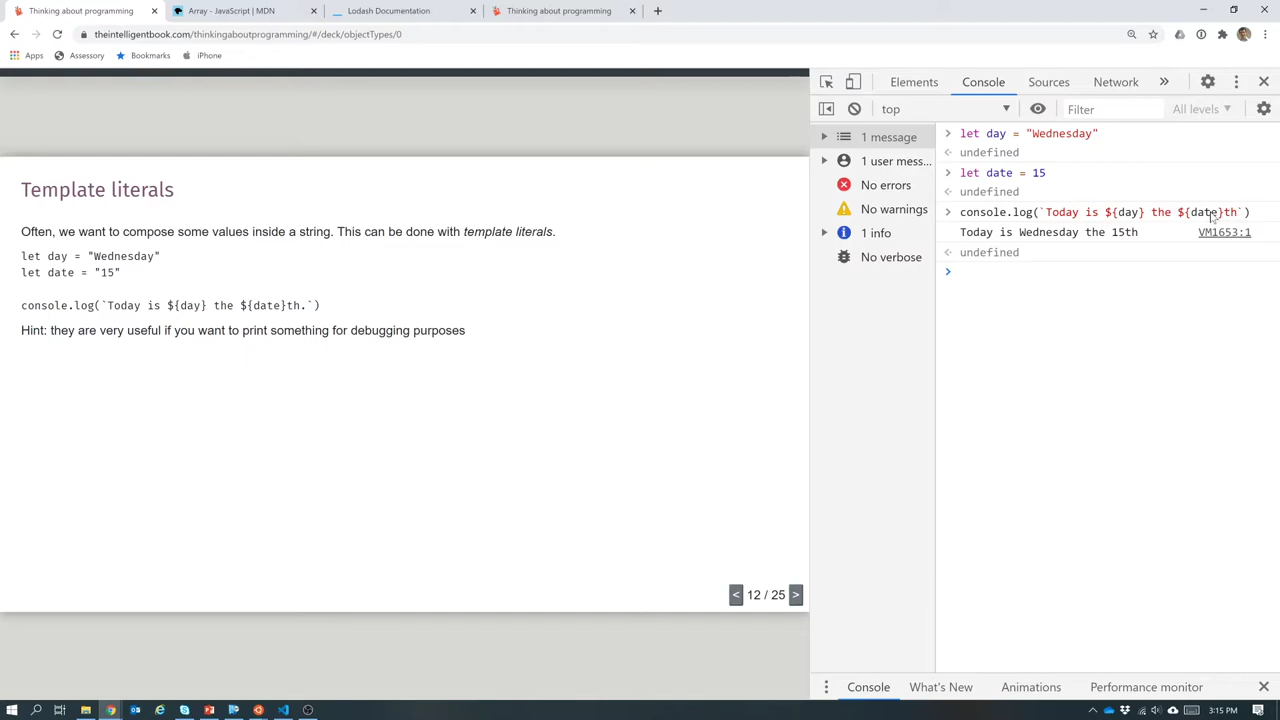 Thinking about programming
Array - JavaScript | MDN
Lodash Documentation
Thinking about programming
theintelligentbook.com/thinkingaboutprogramming/#/deck/objectTypes/0
Apps
Assessory
Bookmarks
iPhone
Elements
Console
Sources
Network
top
Filter
All levels
1 message
1 user mess...
No errors
No warnings
1 info
No verbose
let day = "Wednesday"
undefined
let date = 15
undefined
console.log(`Today is ${day} the ${date}th`)
Today is Wednesday the 15th
VM1653:1
undefined
Template literals
Often, we want to compose some values inside a string. This can be done with template literals.
let day = "Wednesday"
let date = "15"
console.log(`Today is ${day} the ${date}th.`)
Hint: they are very useful if you want to print something for debugging purposes
< 12 / 25 >
Console
What's New
Animations
Performance monitor
3:15 PM